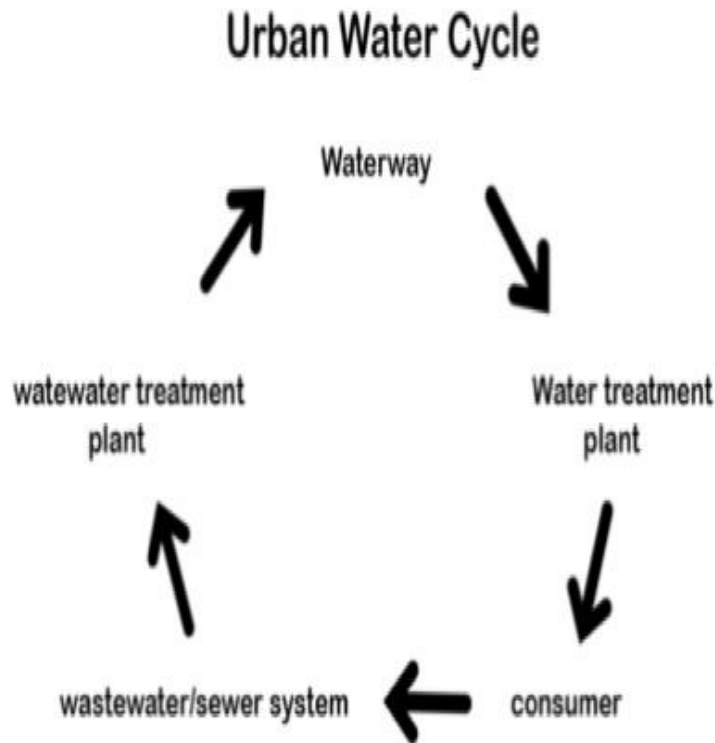 Urban Water Cycle
Waterway
Water treatment
plant
consumer
wastewater/sewer system
watewater treatment
plant